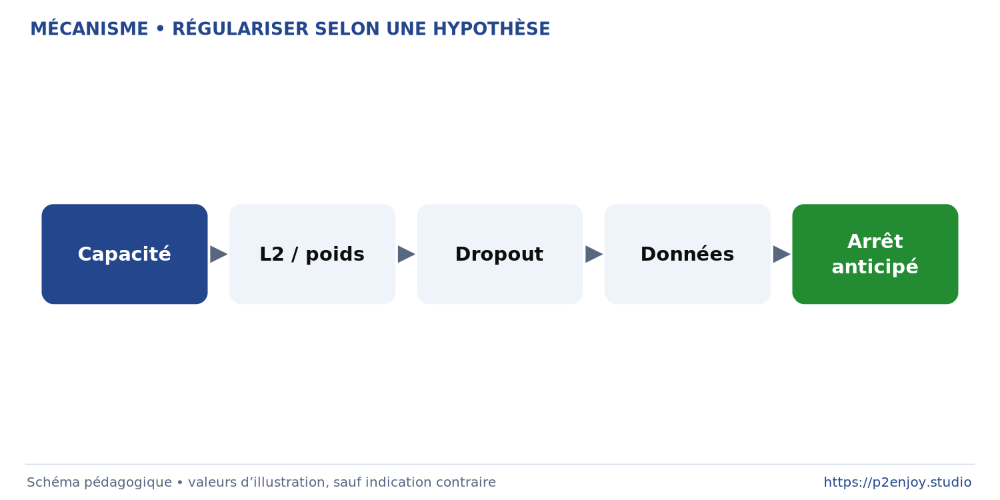 MÉCANISME • RÉGULARISER SELON UNE HYPOTHÈSE
Capacité
L2 / poids
Dropout
Données
Arrêt
anticipé
Schéma pédagogique • valeurs d’illustration, sauf indication contraire
https://p2enjoy.studio